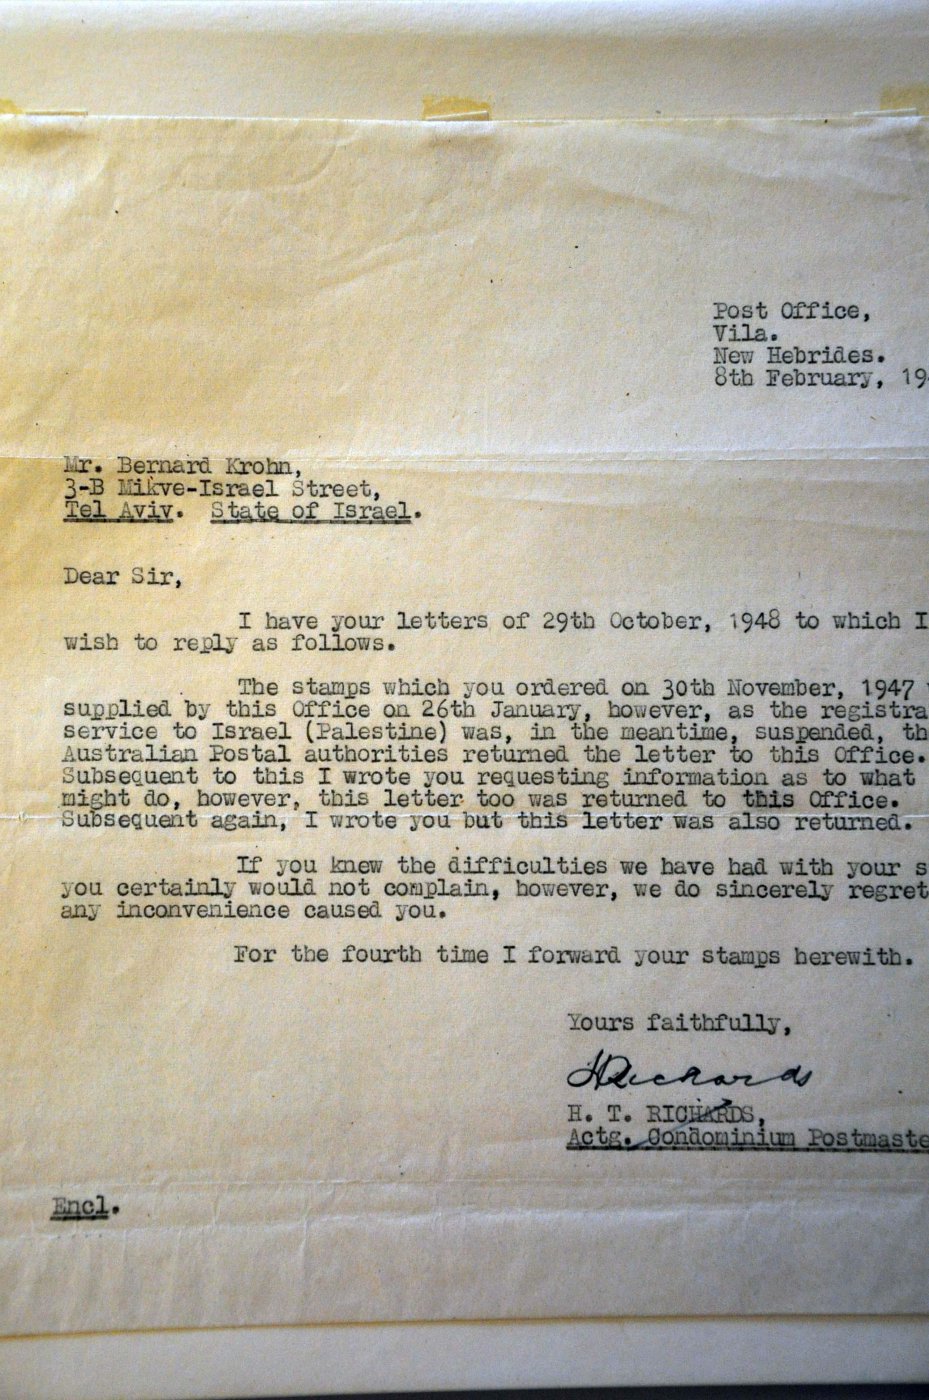 Post Office,
Vila.
New Hebrides.
8th February, 19
Mr. Bernard Krohn,
3-B Mikve-Israel Street,
Tel Aviv. State of Israel.
Dear Sir,
I have your letters of 29th October, 1948 to which I
wish to reply as follows.
The stamps which you ordered on 30th November, 1947
supplied by this Office on 26th January, however, as the registra
service to Israel (Palestine) was, in the meantime, suspended, th
Australian Postal authorities returned the letter to this Office.
Subsequent to this I wrote you requesting information as to what
might do, however, this letter too was returned to this Office.
Subsequent again, I wrote you but this letter was also returned.
If you knew the difficulties we have had with your s
you certainly would not complain, however, we do sincerely regret
any inconvenience caused you.
For the fourth time I forward your stamps herewith.
Yours faithfully,
HRichards
H. T. RICHARDS,
Actg. Condominium Postmaste
Encl.